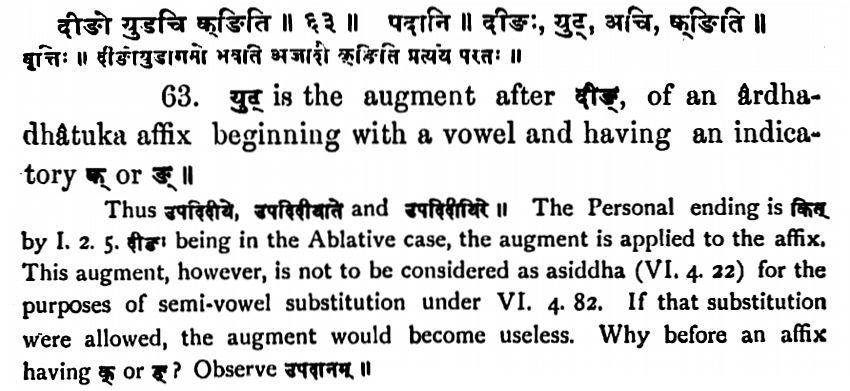 दीङो युडचि क्ङिति ॥ ६३ ॥ पदानि ॥ दीङः, युट्, अचि, क्ङिति ॥
वृत्तिः ॥ दीङोयुडागमो भवति अजादौ क्ङिति प्रत्यये परतः ॥
63. युट् is the augment after दीङ्, of an ârdha-
dhâtuka affix beginning with a vowel and having an indica-
tory क् or ङ् ॥
Thus उपदिदीये, उपदिदीयाते and उपदिदीयिरे ॥ The Personal ending is कित्
by I. 2. 5. दीङः being in the Ablative case, the augment is applied to the affix.
This augment, however, is not to be considered as asiddha (VI. 4. 22) for the
purposes of semi-vowel substitution under VI. 4. 82. If that substitution
were allowed, the augment would become useless. Why before an affix
having क् or ङ् ? Observe उपदानम् ॥